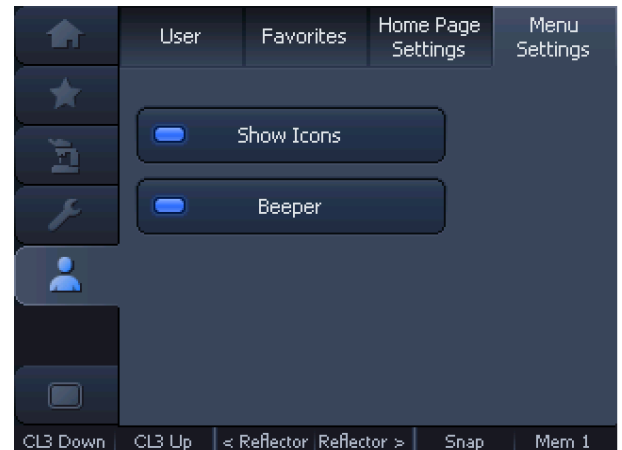 User
Favorites
Home Page
Settings
Menu
Settings
Show Icons
Beeper
CL3 Down
CL3 Up
< Reflector
Reflector >
Snap
Mem 1